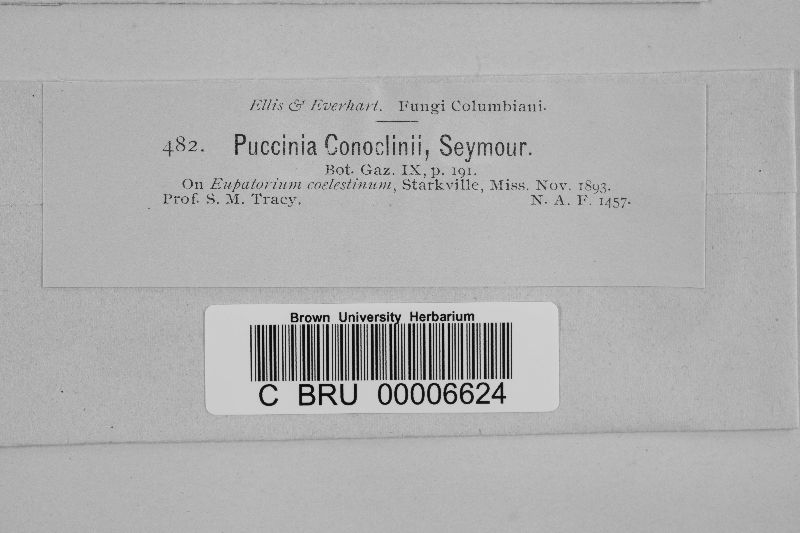 Ellis & Everhart. Fungi Columbiani.
482. Puccinia Conoclinii, Seymour.
Bot. Gaz. IX, p. 191.
On Eupatorium coelestinum, Starkville, Miss. Nov. 1893.
Prof. S. M. Tracy. N. A. F. 1457.
Brown University Herbarium
C BRU 00006624